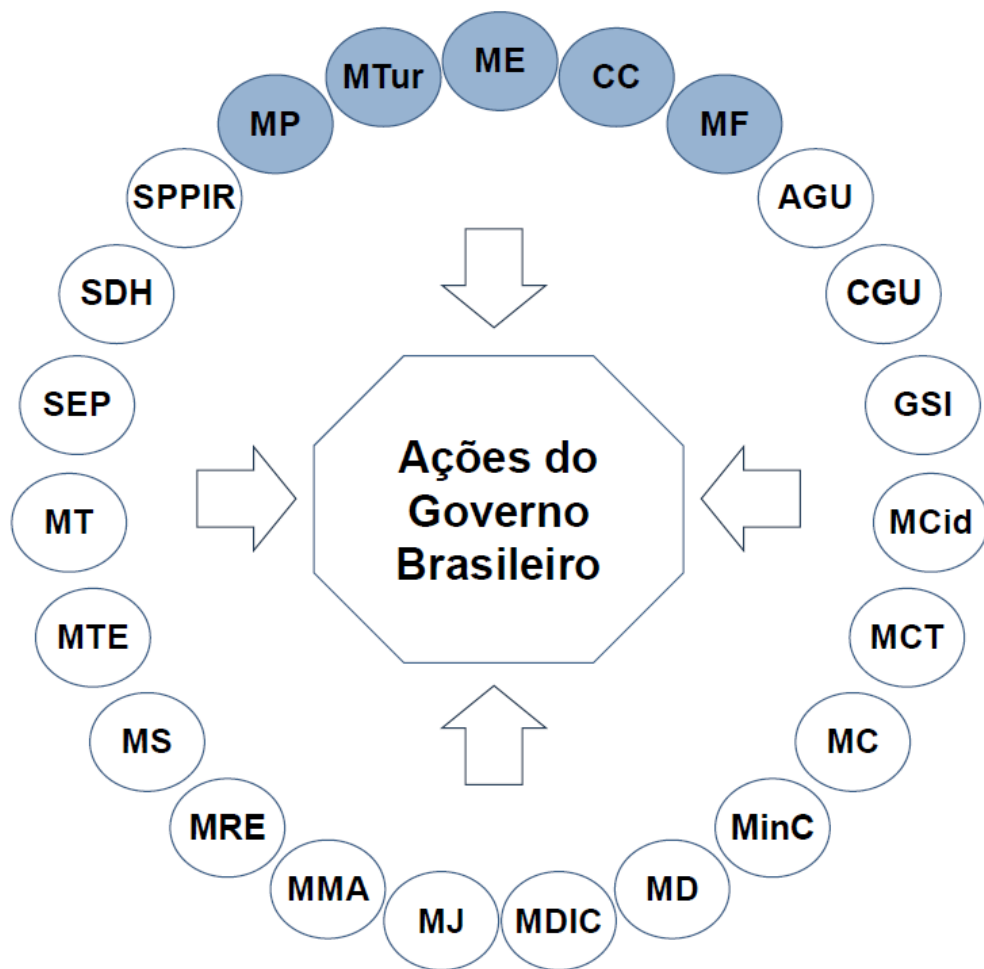 ME
CC
MF
AGU
CGU
GSI
MCid
MCT
MC
MinC
MD
MDIC
MJ
MMA
MRE
MS
MTE
MT
SEP
SDH
SPPIR
MP
MTur
Ações do
Governo
Brasileiro